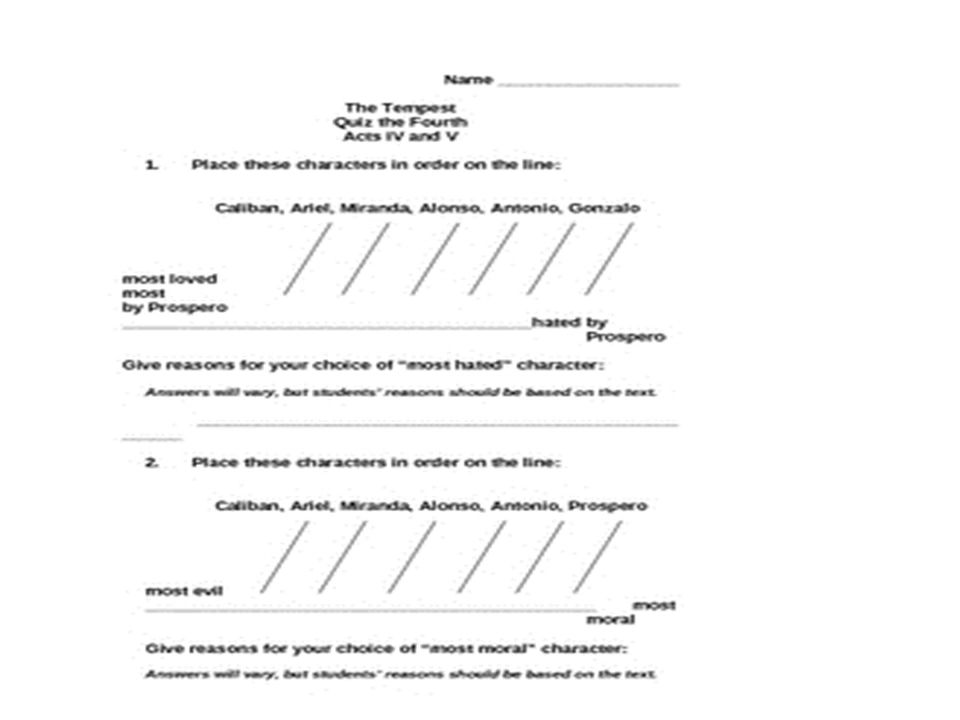 Name ____________________
The Tempest
Quiz the Fourth
Acts IV and V
1. Place these characters in order on the line:
Caliban, Ariel, Miranda, Alonso, Antonio, Gonzalo
most loved
most
by Prospero
____________________hated by
Prospero
Give reasons for your choice of "most hated" character:
Answers will vary, but students' reasons should be based on the text.
2. Place these characters in order on the line:
Caliban, Ariel, Miranda, Alonso, Antonio, Prospero
most evil
____________________ most
moral
Give reasons for your choice of "most moral" character:
Answers will vary, but students' reasons should be based on the text.